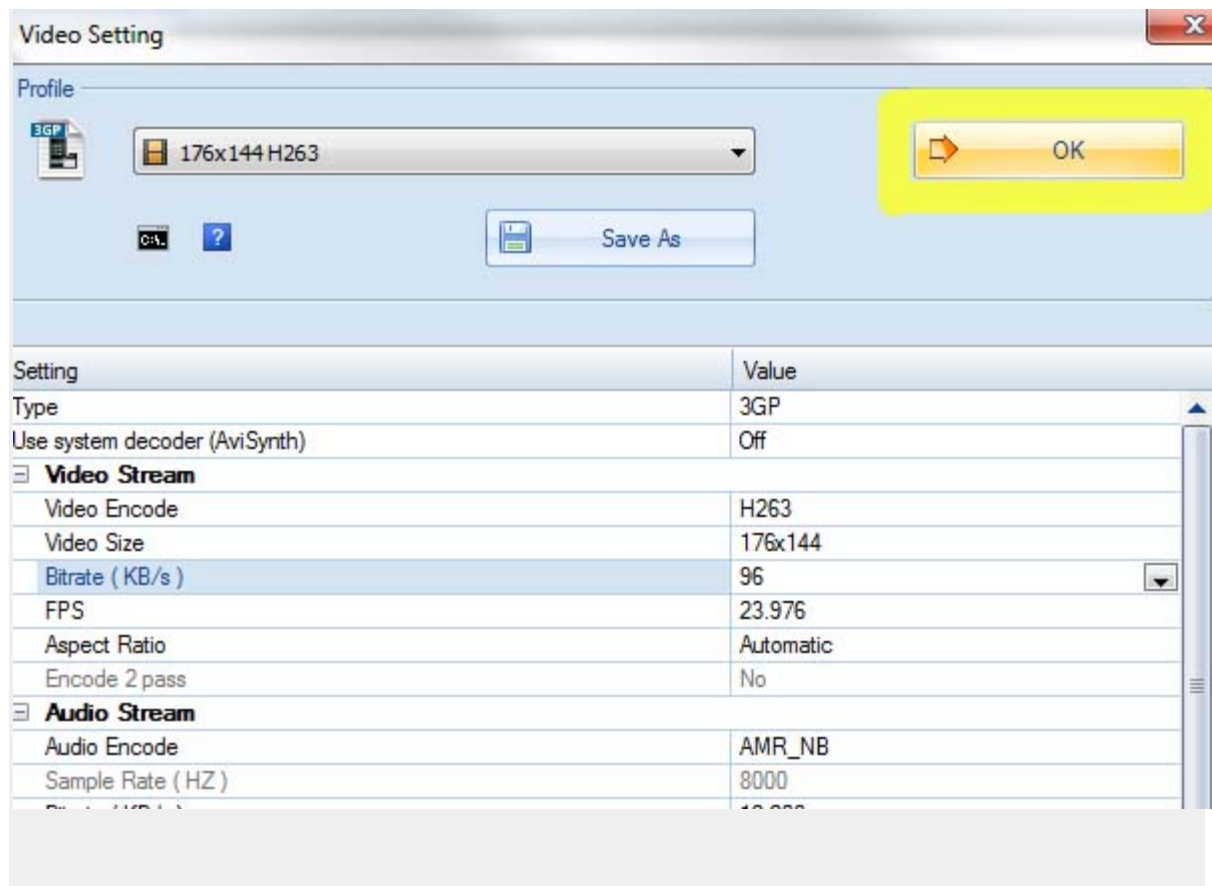 Video Setting
Profile
3GP
176x144 H263
OK
C:\.
?
Save As
Setting Value
Type 3GP
Use system decoder (AviSynth) Off
Video Stream
Video Encode H263
Video Size 176x144
Bitrate ( KB/s ) 96
FPS 23.976
Aspect Ratio Automatic
Encode 2 pass No
Audio Stream
Audio Encode AMR_NB
Sample Rate ( HZ ) 8000